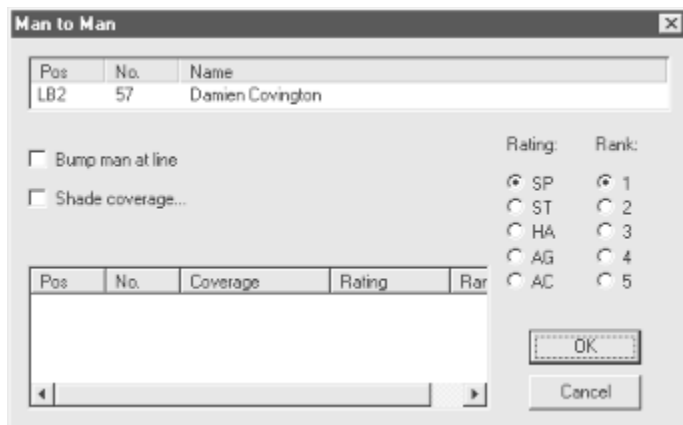 Man to Man
Pos No. Name
LB2 57 Damien Covington
Bump man at line
Shade coverage...
Rating: Rank:
SP 1
ST 2
HA 3
AG 4
AC 5
Pos No. Coverage Rating Ran
OK
Cancel